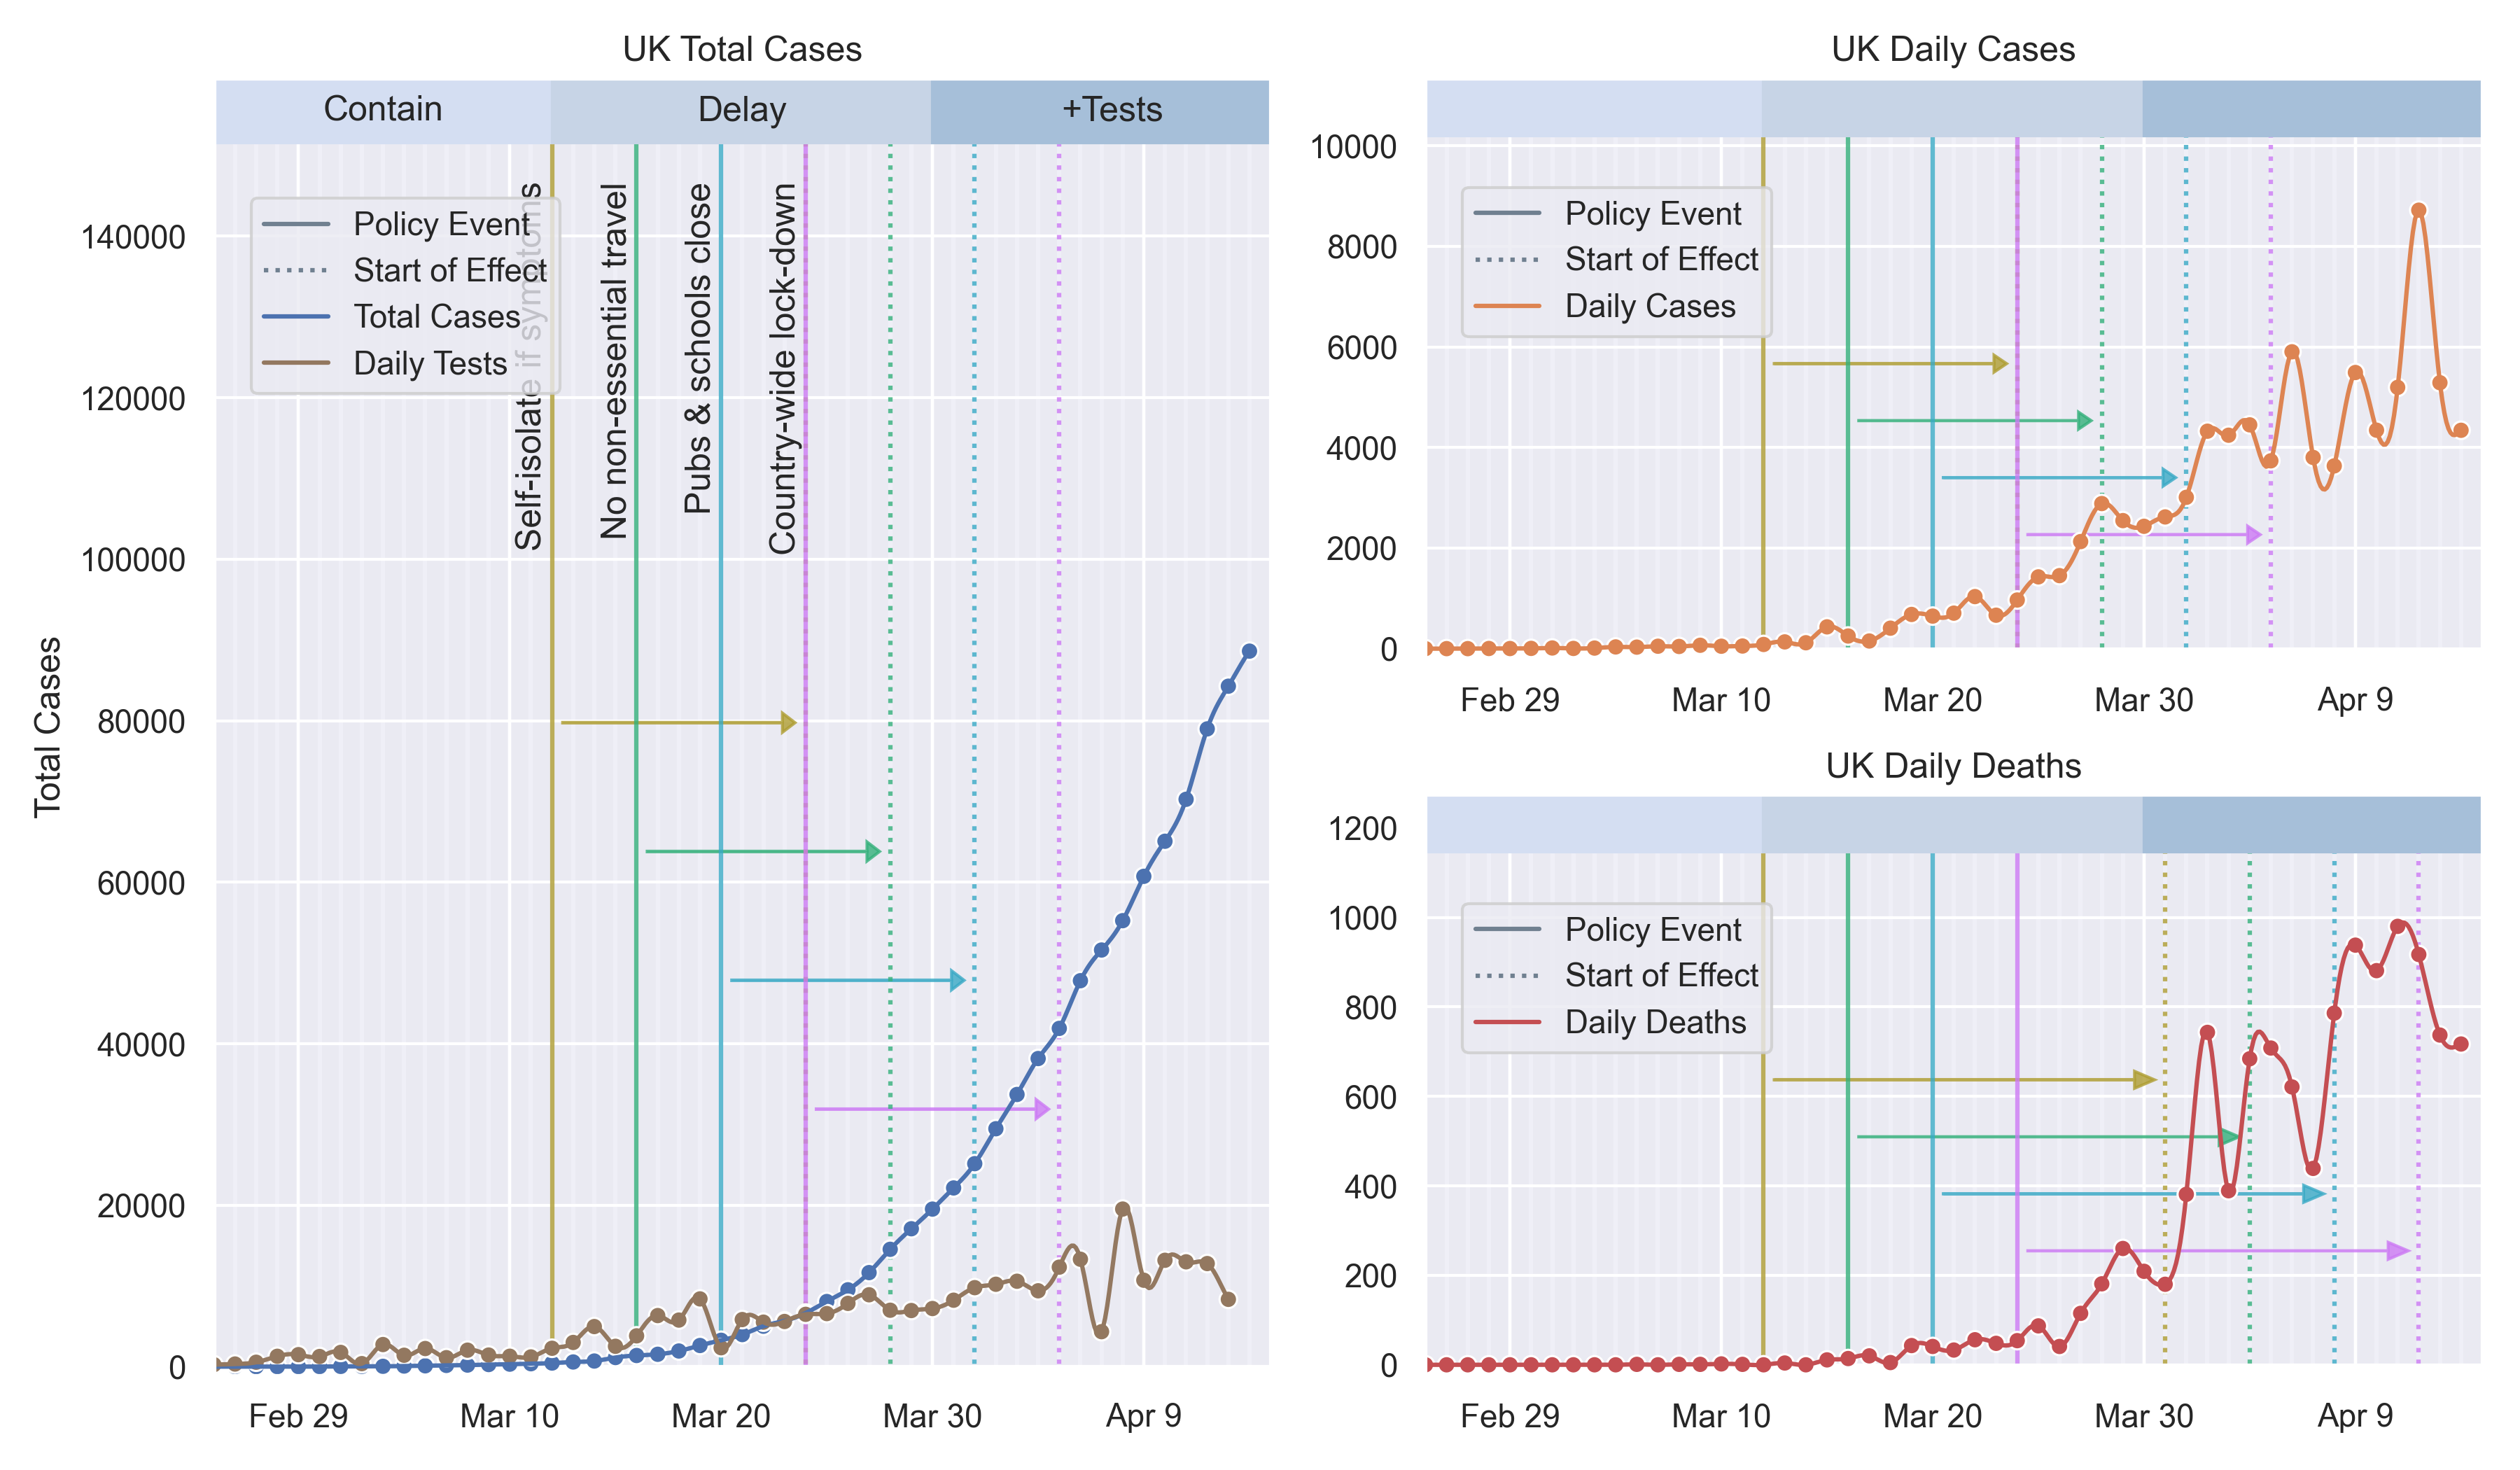 UK Total Cases
Contain
Delay
+Tests
Policy Event
Start of Effect
Total Cases
Daily Tests
Self-isolate if symptoms
No non-essential travel
Pubs & schools close
Country-wide lock-down
Total Cases
140000
120000
100000
80000
60000
40000
20000
0
Feb 29
Mar 10
Mar 20
Mar 30
Apr 9
UK Daily Cases
Policy Event
Start of Effect
Daily Cases
10000
8000
6000
4000
2000
0
Feb 29
Mar 10
Mar 20
Mar 30
Apr 9
UK Daily Deaths
Policy Event
Start of Effect
Daily Deaths
1200
1000
800
600
400
200
0
Feb 29
Mar 10
Mar 20
Mar 30
Apr 9